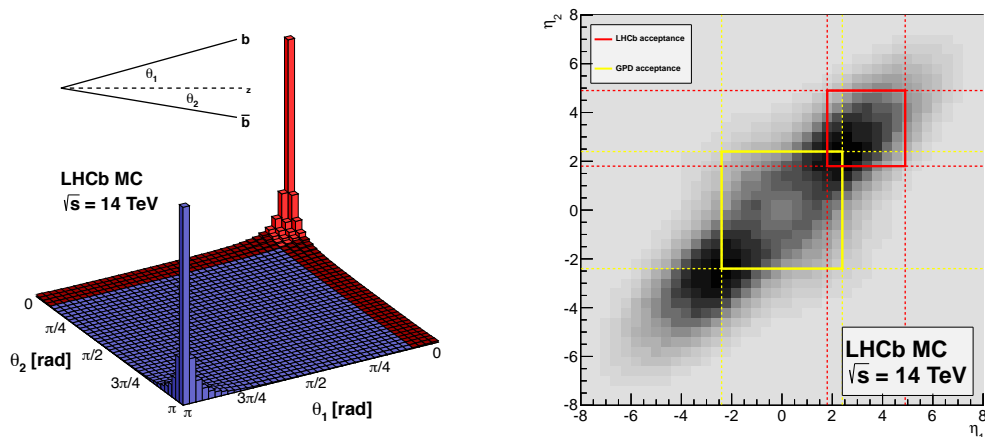 b
θ1
z
θ2
b̅
LHCb MC
√s = 14 TeV
0
π/4
π/2
3π/4
π
θ2 [rad]
π
3π/4
π/2
π/4
0
θ1 [rad]
η2
8
6
4
2
0
-2
-4
-6
-8
LHCb acceptance
GPD acceptance
LHCb MC
√s = 14 TeV
-8 -6 -4 -2 0 2 4 6 8
η1